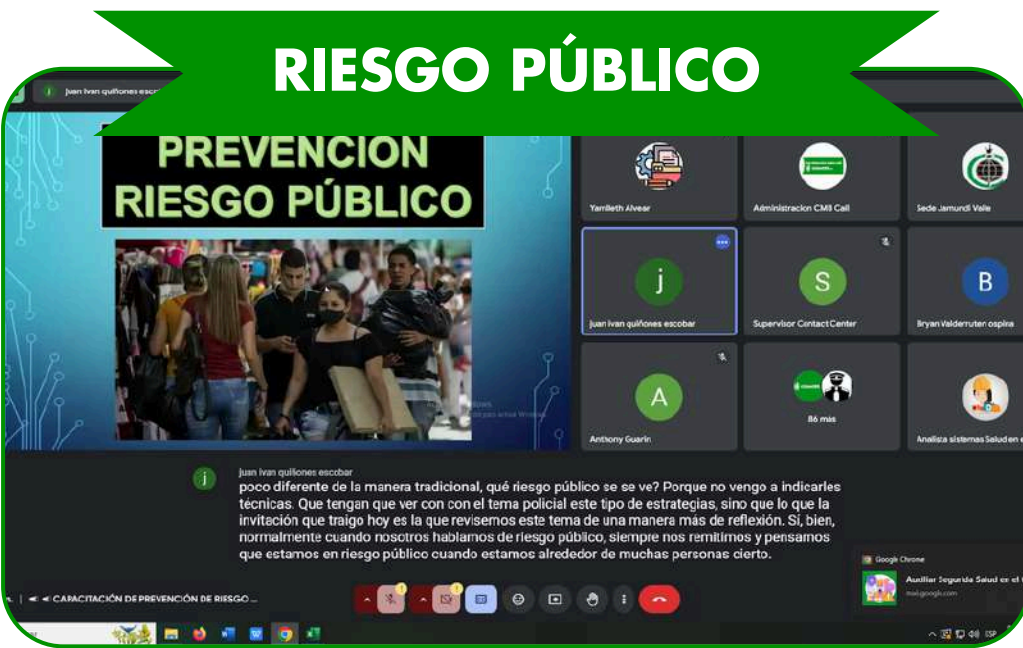 RIESGO PÚBLICO
juan ivan quiñones
PREVENCIÓN
RIESGO PÚBLICO
Yamileth Alvear
Administracion CMB Cali
Sede Jamundi Valle
j
juan ivan quiñones escobar
S
Supervisor Contact Center
B
Bryan Valderruten ospina
A
Anthony Guarin
86 más
Analista sistemas Salud en e
j
juan ivan quiñones escobar
poco diferente de la manera tradicional, qué riesgo público se se ve? Porque no vengo a indicarles
técnicas. Que tengan que ver con con el tema policial este tipo de estrategias, sino que lo que la
invitación que traigo hoy es la que revisemos este tema de una manera más de reflexión. Sí, bien,
normalmente cuando nosotros hablamos de riesgo público, siempre nos remitimos y pensamos
que estamos en riesgo público cuando estamos alrededor de muchas personas cierto.
Google Chrome
Auxiliar Segurida Salud en el
mail.google.com
CAPACITACIÓN DE PREVENCIÓN DE RIESGO ...
ESP